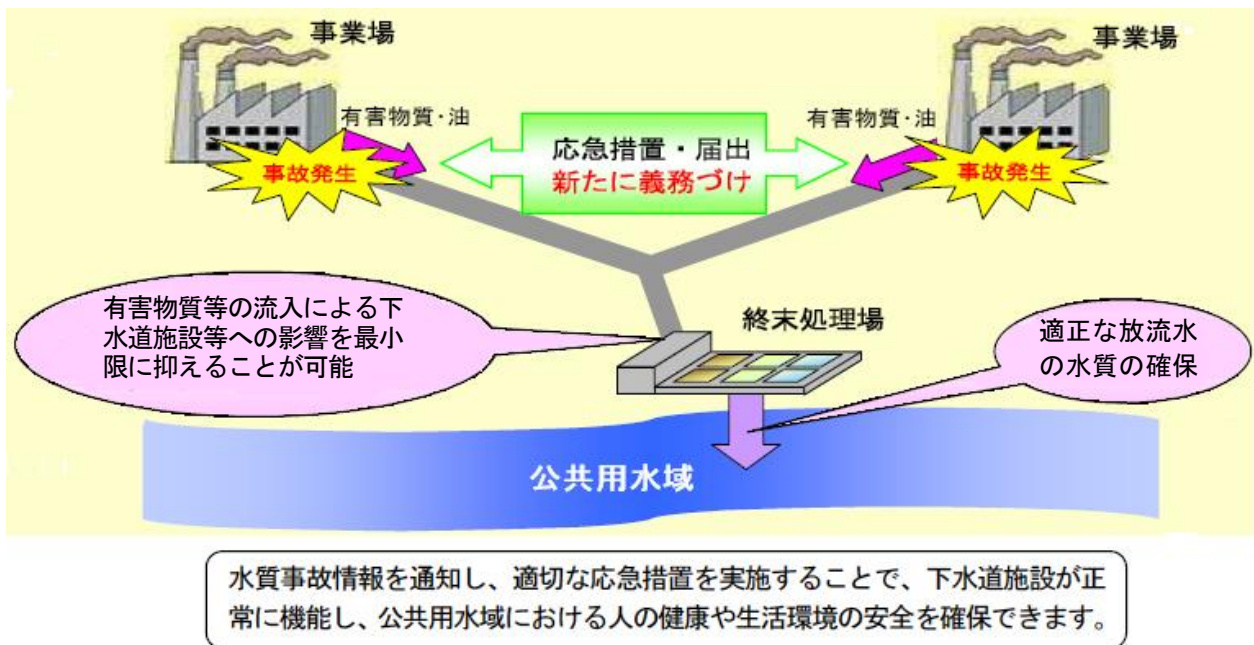 事業場
事業場
有害物質・油
有害物質・油
応急措置・届出
新たに義務づけ
事故発生
事故発生
有害物質等の流入による下
水道施設等への影響を最小
限に抑えることが可能
終末処理場
適正な放流水
の水質の確保
公共用水域
水質事故情報を通知し、適切な応急措置を実施することで、下水道施設が正
常に機能し、公共用水域における人の健康や生活環境の安全を確保できます。